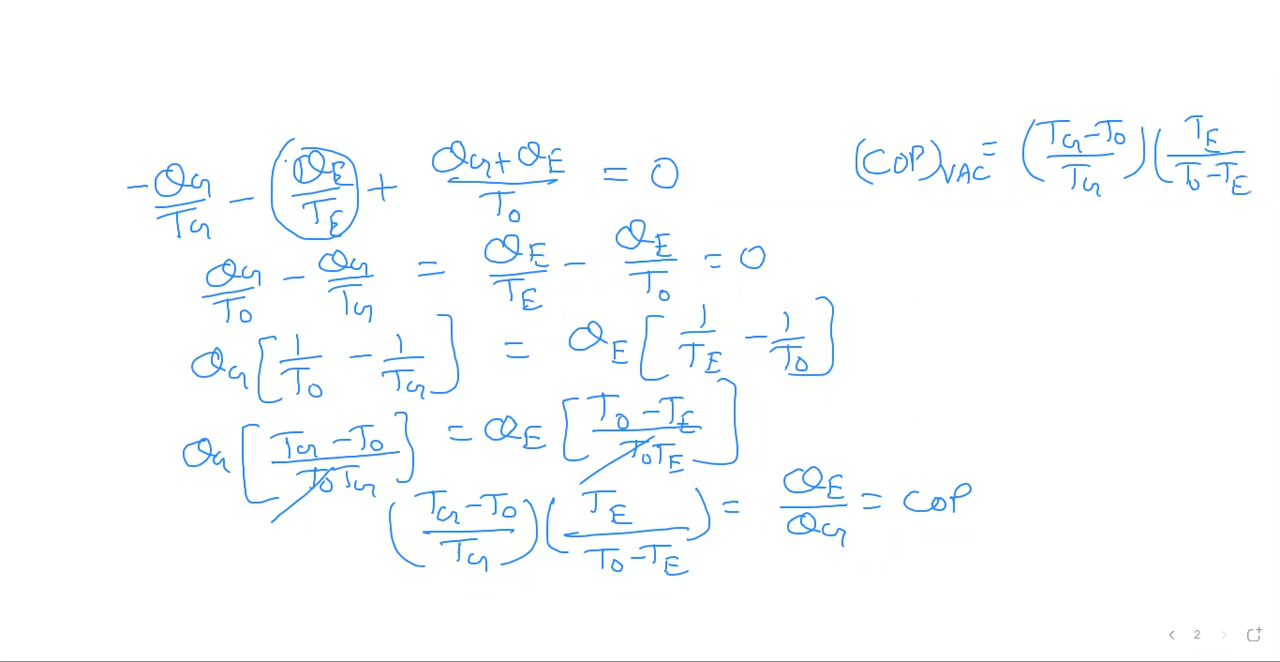 -Q_G/T_G - Q_E/T_E + (Q_G+Q_E)/T_0 = 0
(COP)_VAC = ((T_G-T_0)/T_G)(T_E/(T_0-T_E)
Q_G/T_0 - Q_G/T_G = Q_E/T_E - Q_E/T_0 = 0
Q_G[1/T_0 - 1/T_G] = Q_E[1/T_E - 1/T_0]
Q_G[(T_G-T_0)/(T_0T_G)] = Q_E[(T_0-T_E)/(T_0T_E)]
((T_G-T_0)/T_G)(T_E/(T_0-T_E)) = Q_E/Q_G = COP
2